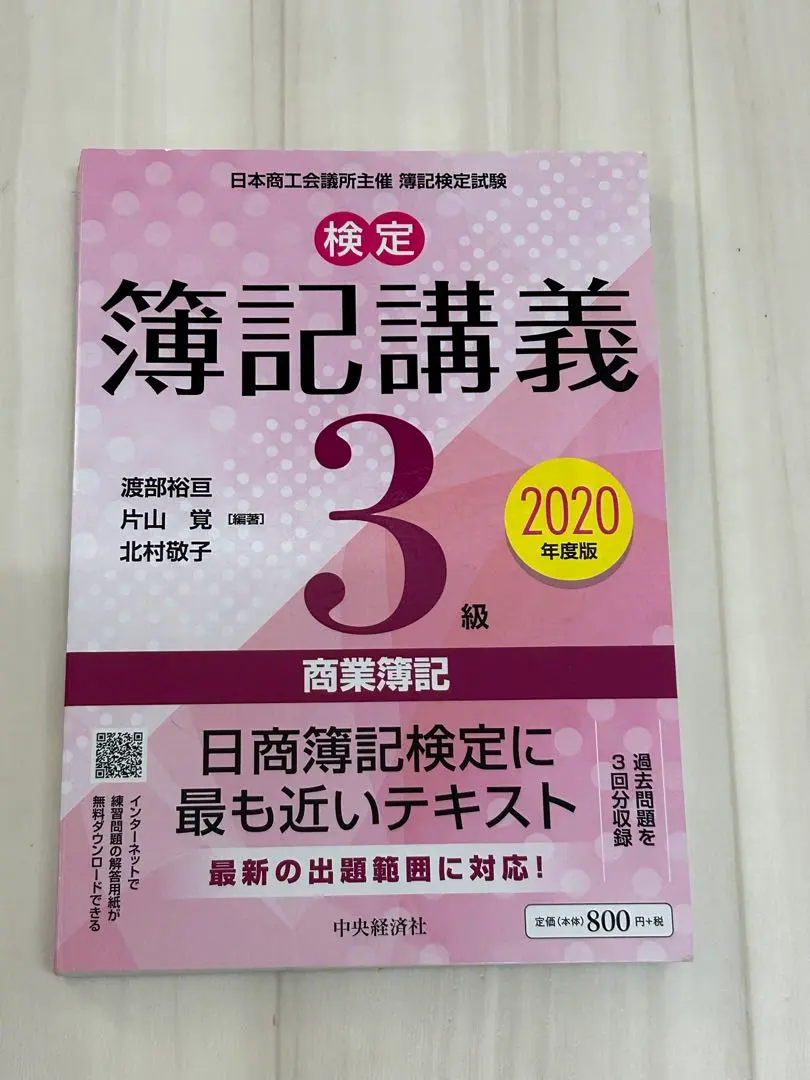 日本商工会議所主催 簿記検定試験
検定
簿記講義
3級
渡部裕亘
片山 覚 [編著]
北村敬子
2020
年度版
商業簿記
日商簿記検定に
最も近いテキスト
過去問題を
3回分収録
インターネットで
練習問題の解答用紙が
無料ダウンロードできる
最新の出題範囲に対応!
中央経済社
定価(本体)800円+税